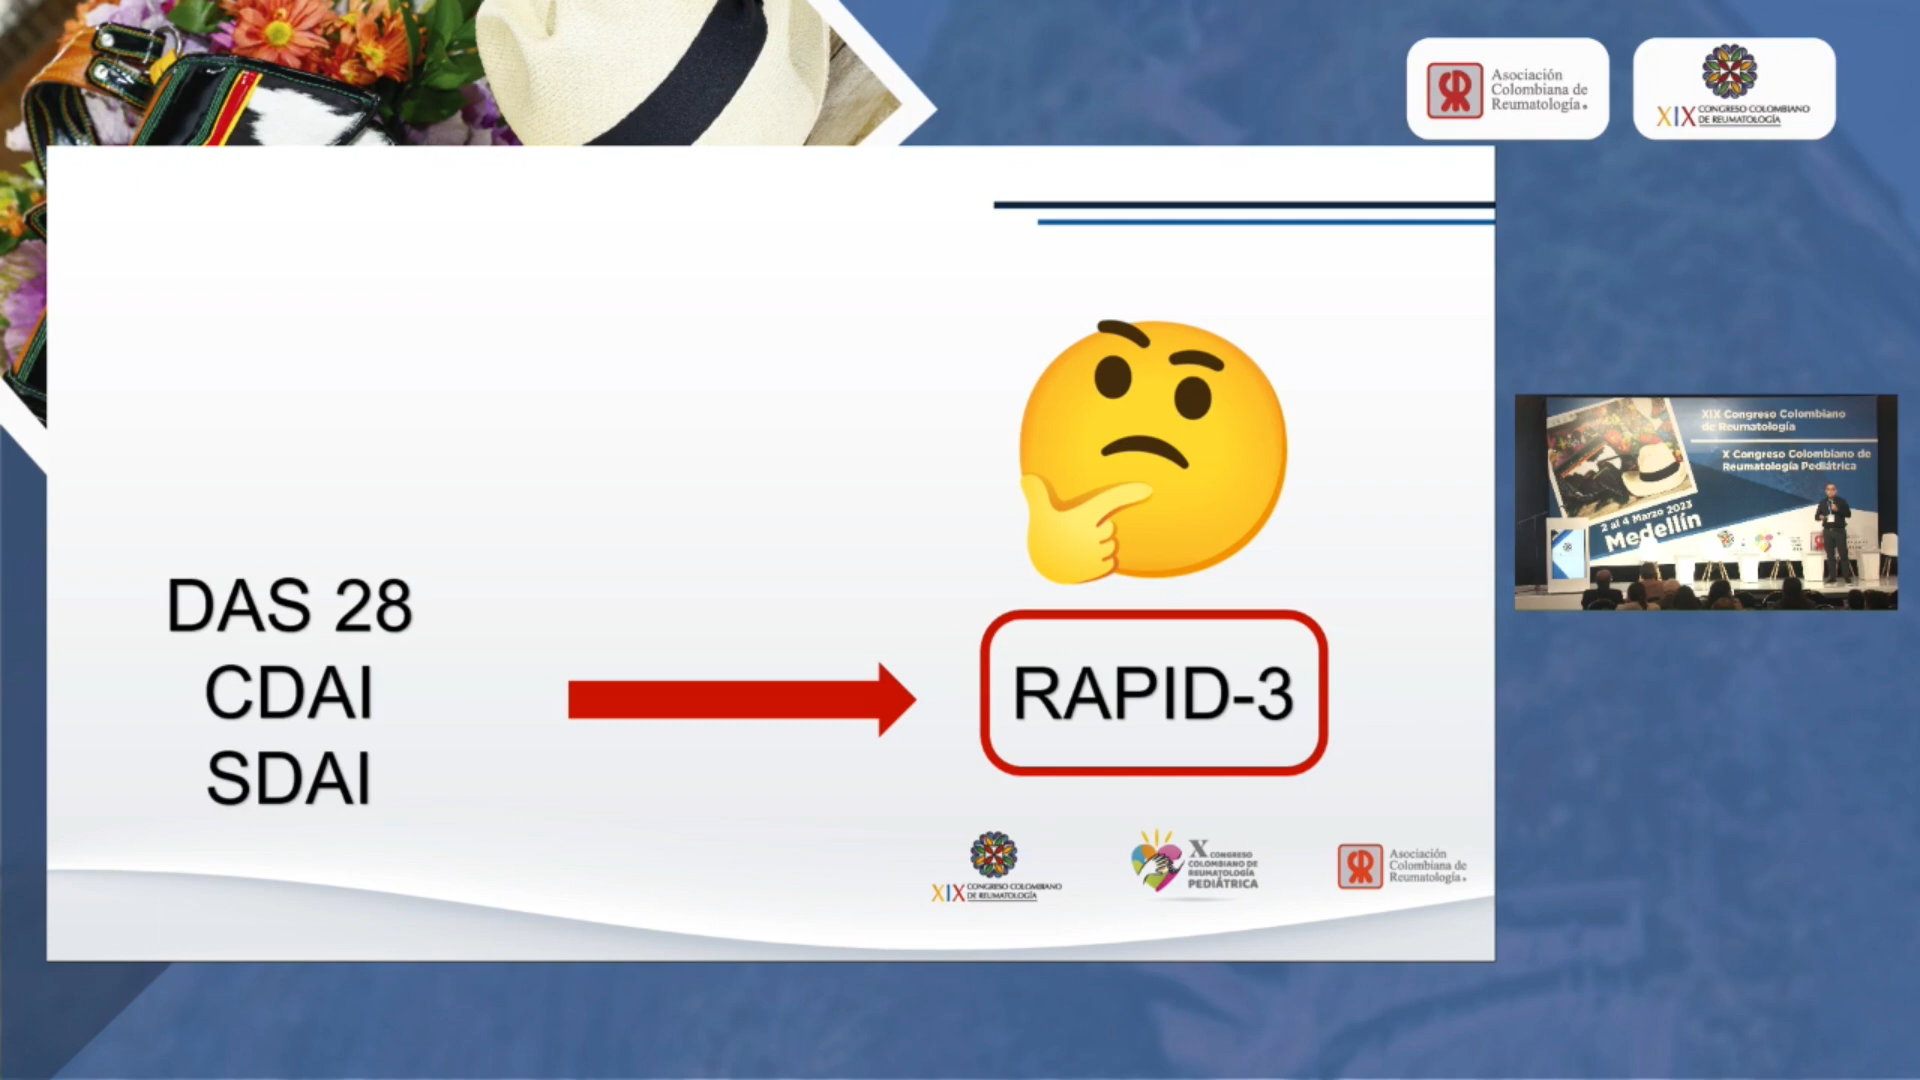 Asociación
Colombiana de
Reumatología.
XIX CONGRESO COLOMBIANO
DE REUMATOLOGÍA
DAS 28
CDAI
SDAI
RAPID-3
XIX Congreso Colombiano
de Reumatología
X Congreso Colombiano de
Reumatología Pediátrica
2 al 4 Marzo 2023
Medellín
XIX CONGRESO COLOMBIANO
DE REUMATOLOGÍA
X CONGRESO
COLOMBIANO DE
REUMATOLOGÍA
PEDIÁTRICA
Asociación
Colombiana de
Reumatología.